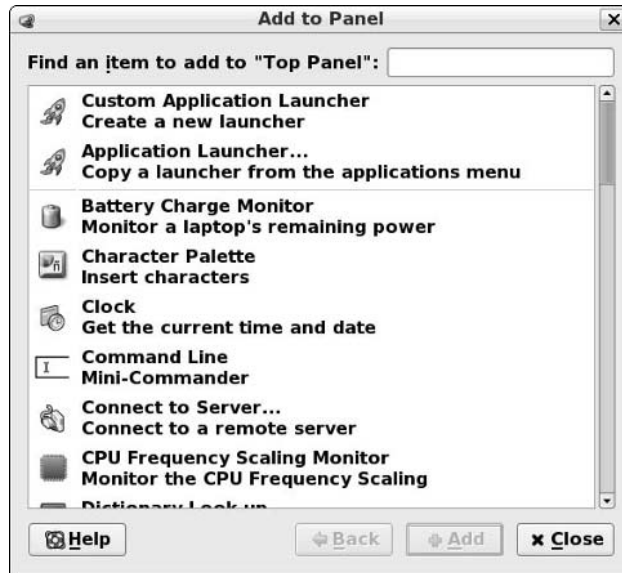 Add to Panel
Find an item to add to "Top Panel":
Custom Application Launcher
Create a new launcher
Application Launcher...
Copy a launcher from the applications menu
Battery Charge Monitor
Monitor a laptop's remaining power
Character Palette
Insert characters
Clock
Get the current time and date
Command Line
Mini-Commander
Connect to Server...
Connect to a remote server
CPU Frequency Scaling Monitor
Monitor the CPU Frequency Scaling
Dictionary Look up
Help
Back
Add
Close